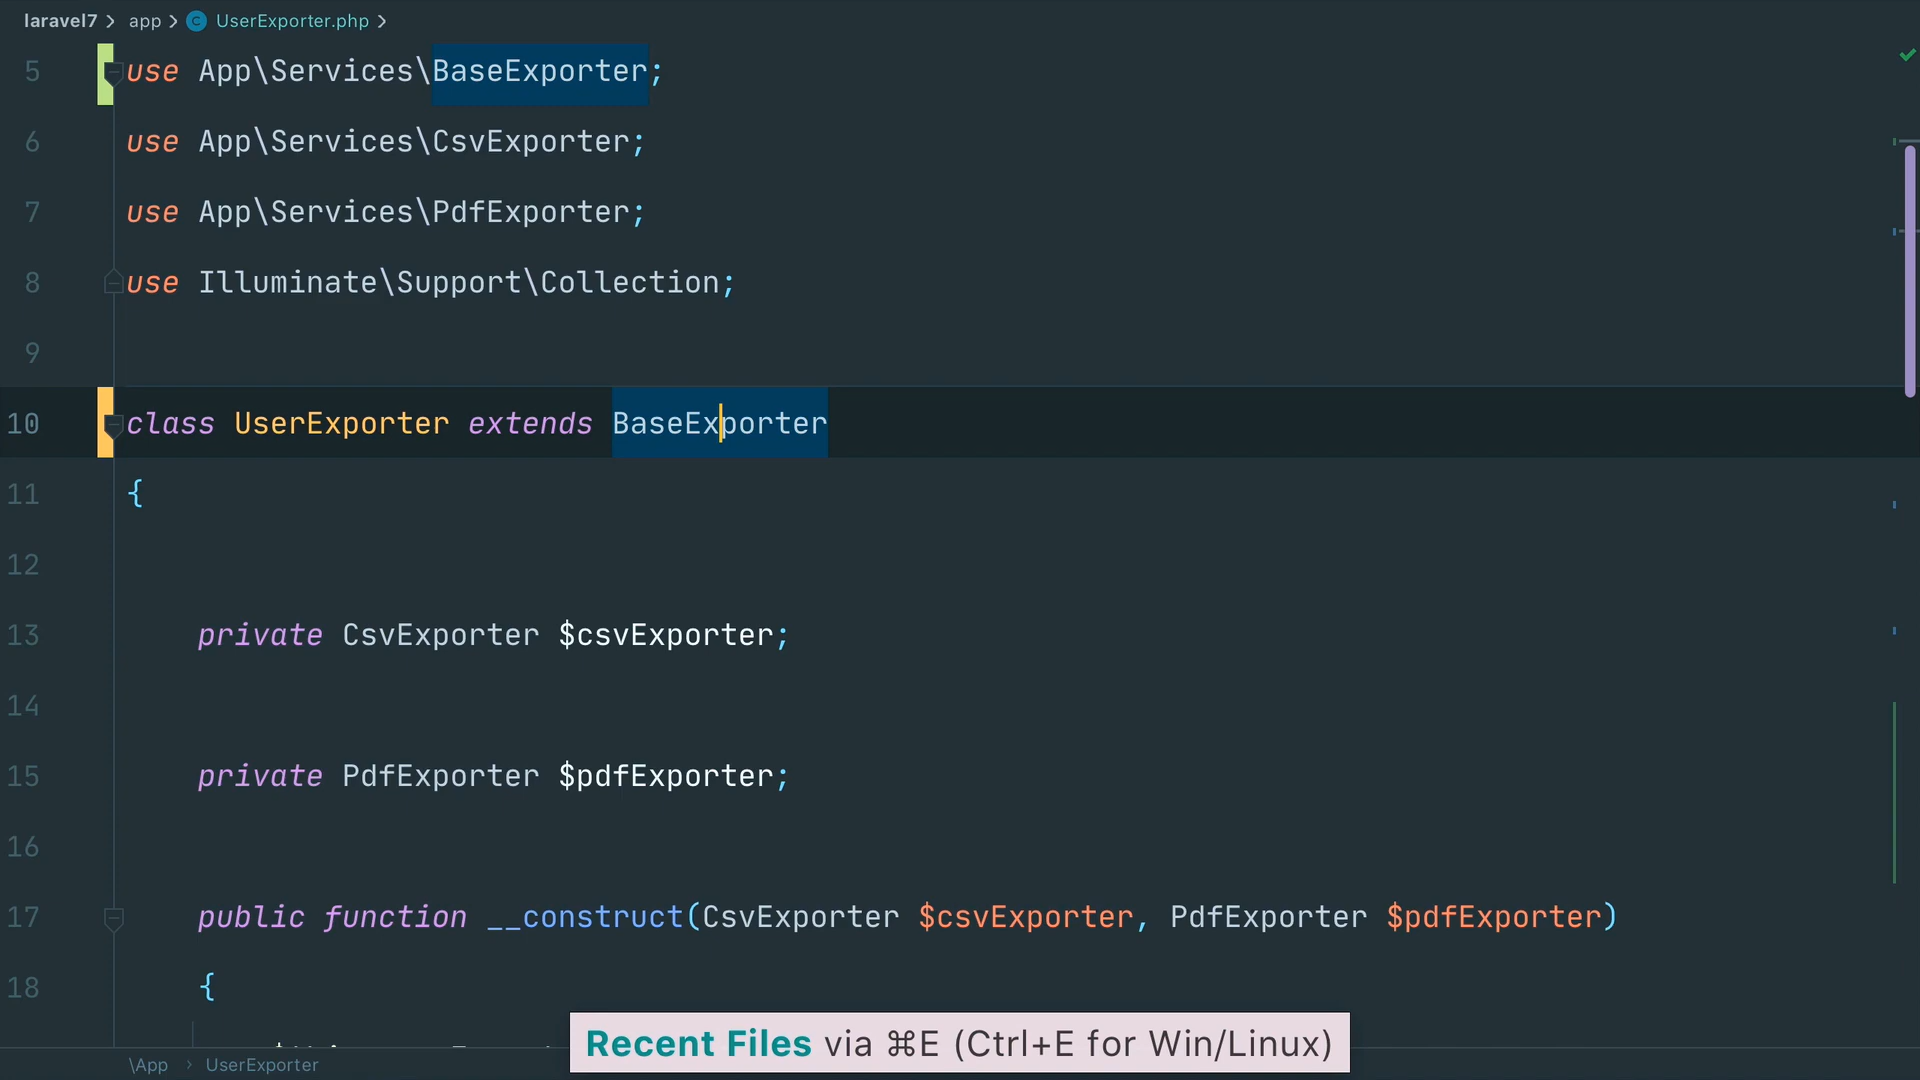 laravel7 > app > C UserExporter.php >
5 use App\Services\BaseExporter;
6 use App\Services\CsvExporter;
7 use App\Services\PdfExporter;
8 use Illuminate\Support\Collection;
9
10 class UserExporter extends BaseExporter
11 {
12
13 private CsvExporter $csvExporter;
14
15 private PdfExporter $pdfExporter;
16
17 public function __construct(CsvExporter $csvExporter, PdfExporter $pdfExporter)
18 {
Recent Files via ⌘E (Ctrl+E for Win/Linux)
\App > UserExporter